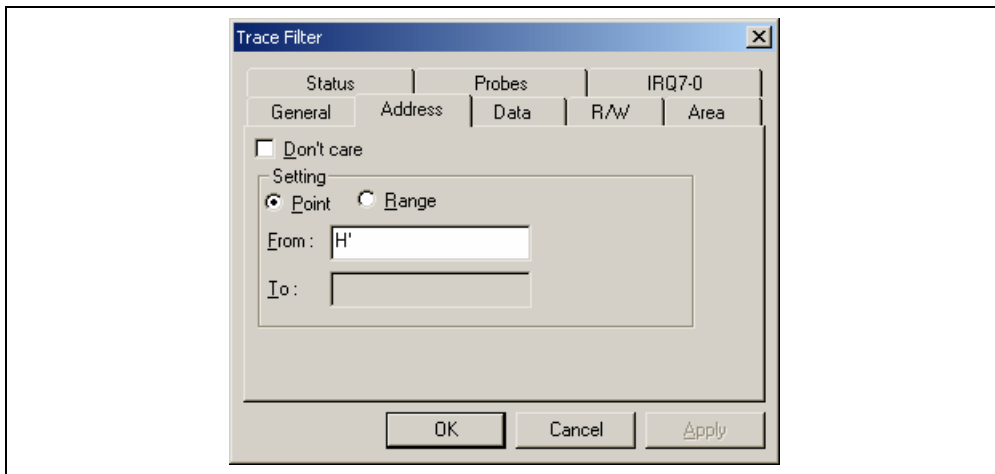 Trace Filter
Status Probes IRQ7-0
General Address Data R/W Area
Don't care
Setting
Point Range
From : H'
To :
OK Cancel Apply